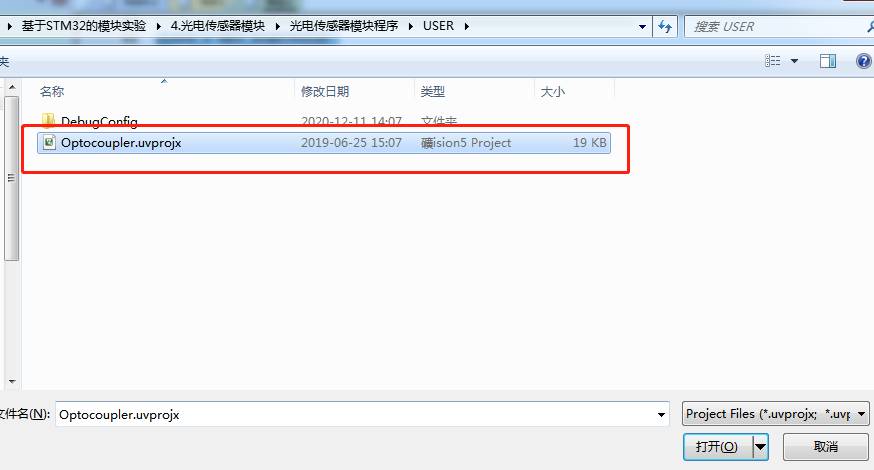 基于STM32的模块实验 4.光电传感器模块 光电传感器模块程序 USER 搜索 USER
夹
名称 修改日期 类型 大小
DebugConfig 2020-12-11 14:07 文件夹
Optocoupler.uvprojx 2019-06-25 15:07 礦ision5 Project 19 KB
文件名(N): Optocoupler.uvprojx Project Files (*.uvprojx; *.uvp
打开(O) 取消